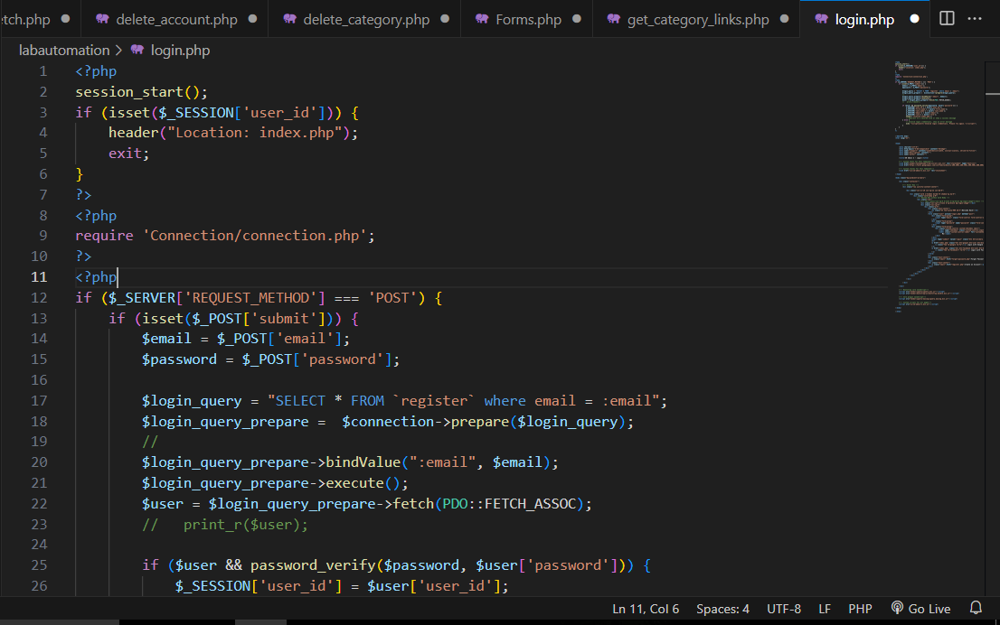 etch.php
delete_account.php
delete_category.php
Forms.php
get_category_links.php
login.php
labautomation > login.php
1 <?php
2 session_start();
3 if (isset($_SESSION['user_id'])) {
4 header("Location: index.php");
5 exit;
6 }
7 ?>
8 <?php
9 require 'Connection/connection.php';
10 ?>
11 <?php
12 if ($_SERVER['REQUEST_METHOD'] === 'POST') {
13 if (isset($_POST['submit'])) {
14 $email = $_POST['email'];
15 $password = $_POST['password'];
16
17 $login_query = "SELECT * FROM `register` where email = :email";
18 $login_query_prepare =  $connection->prepare($login_query);
19 //
20 $login_query_prepare->bindValue(":email", $email);
21 $login_query_prepare->execute();
22 $user = $login_query_prepare->fetch(PDO::FETCH_ASSOC);
23 //   print_r($user);
24
25 if ($user && password_verify($password, $user['password'])) {
26 $_SESSION['user_id'] = $user['user_id'];
Ln 11, Col 6 Spaces: 4 UTF-8 LF PHP Go Live